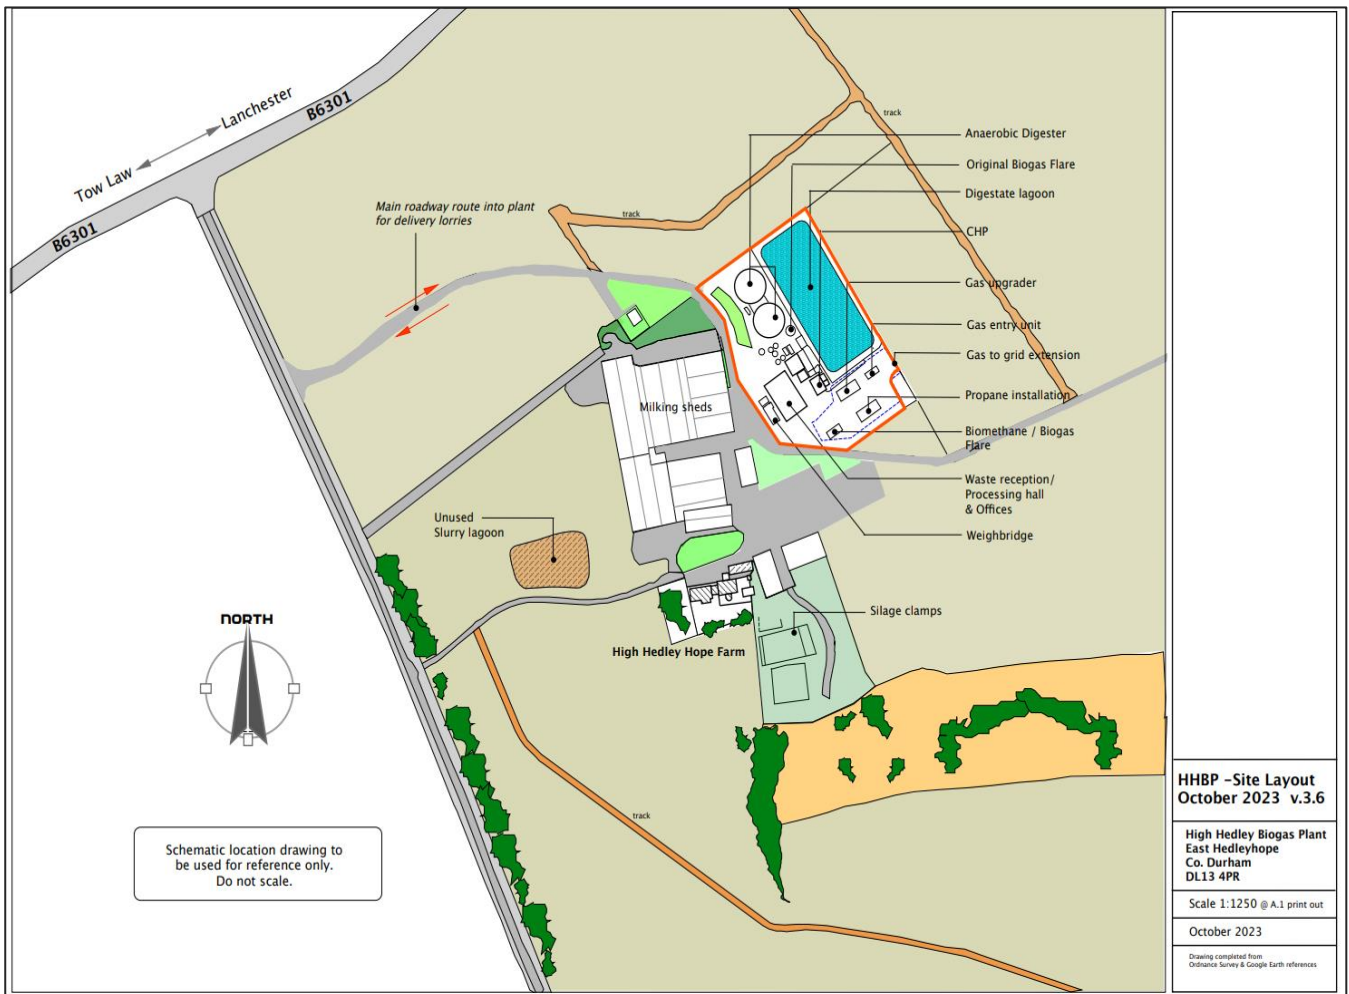 B6301
Lanchester
Tow Law
B6301
Main roadway route into plant
for delivery lorries
track
track
Anaerobic Digester
Original Biogas Flare
Digestate lagoon
CHP
Gas upgrader
Gas entry unit
Gas to grid extension
Propane installation
Biomethane / Biogas
Flare
Waste reception/
Processing hall
& Offices
Weighbridge
Milking sheds
Unused
Slurry lagoon
Silage clamps
High Hedley Hope Farm
NORTH
track
Schematic location drawing to
be used for reference only.
Do not scale.
HHBP -Site Layout
October 2023 v.3.6
High Hedley Biogas Plant
East Hedleyhope
Co. Durham
DL13 4PR
Scale 1:1250 @ A.1 print out
October 2023
Drawing completed from
Ordnance Survey & Google Earth references